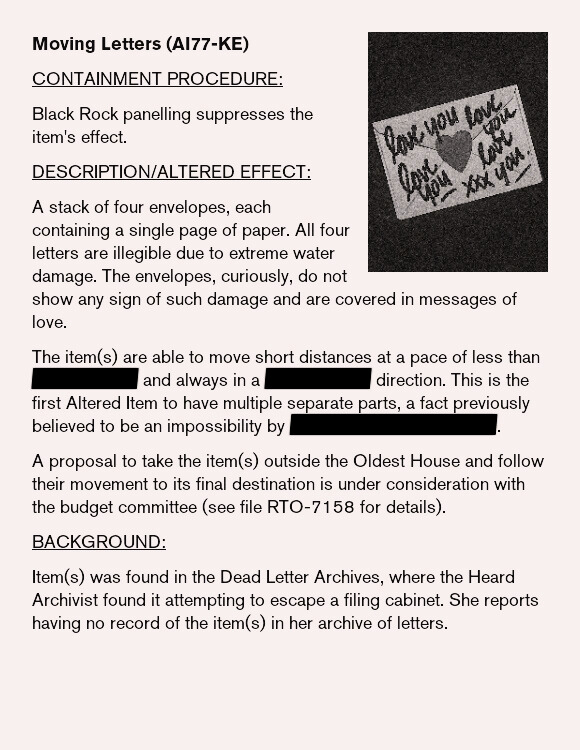 Moving Letters (AI77-KE)
CONTAINMENT PROCEDURE:
Black Rock panelling suppresses the
item's effect.
love you love
you
love love
you xxx you.
DESCRIPTION/ALTERED EFFECT:
A stack of four envelopes, each
containing a single page of paper. All four
letters are illegible due to extreme water
damage. The envelopes, curiously, do not
show any sign of such damage and are covered in messages of
love.
The item(s) are able to move short distances at a pace of less than
and always in a direction. This is the
first Altered Item to have multiple separate parts, a fact previously
believed to be an impossibility by .
A proposal to take the item(s) outside the Oldest House and follow
their movement to its final destination is under consideration with
the budget committee (see file RTO-7158 for details).
BACKGROUND:
Item(s) was found in the Dead Letter Archives, where the Heard
Archivist found it attempting to escape a filing cabinet. She reports
having no record of the item(s) in her archive of letters.